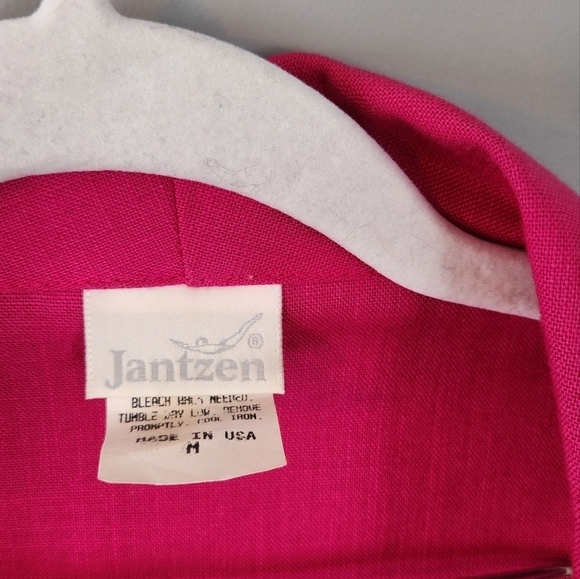 Jantzen ®
BLEACH WHEN NEEDED.
TUMBLE DRY LOW. REMOVE
PROMPTLY. COOL IRON.
MADE IN USA
M